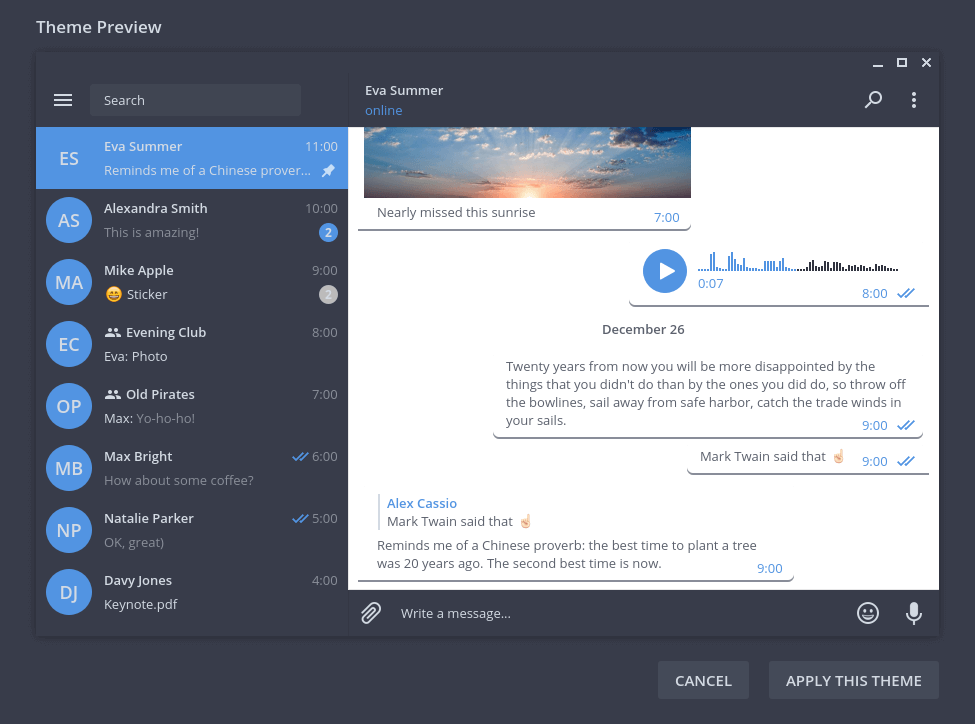 Theme Preview
Search
ES
Eva Summer 11:00
Reminds me of a Chinese prover...
AS
Alexandra Smith 10:00
This is amazing! 2
MA
Mike Apple 9:00
😁 Sticker 2
EC
Evening Club 8:00
Eva: Photo
OP
Old Pirates 7:00
Max: Yo-ho-ho!
MB
Max Bright 6:00
How about some coffee?
NP
Natalie Parker 5:00
OK, great)
DJ
Davy Jones 4:00
Keynote.pdf
Eva Summer
online
Nearly missed this sunrise 7:00
0:07
8:00
December 26
Twenty years from now you will be more disappointed by the
things that you didn't do than by the ones you did do, so throw off
the bowlines, sail away from safe harbor, catch the trade winds in
your sails. 9:00
Mark Twain said that ☝🏻 9:00
Alex Cassio
Mark Twain said that ☝🏻
Reminds me of a Chinese proverb: the best time to plant a tree
was 20 years ago. The second best time is now. 9:00
Write a message...
CANCEL
APPLY THIS THEME